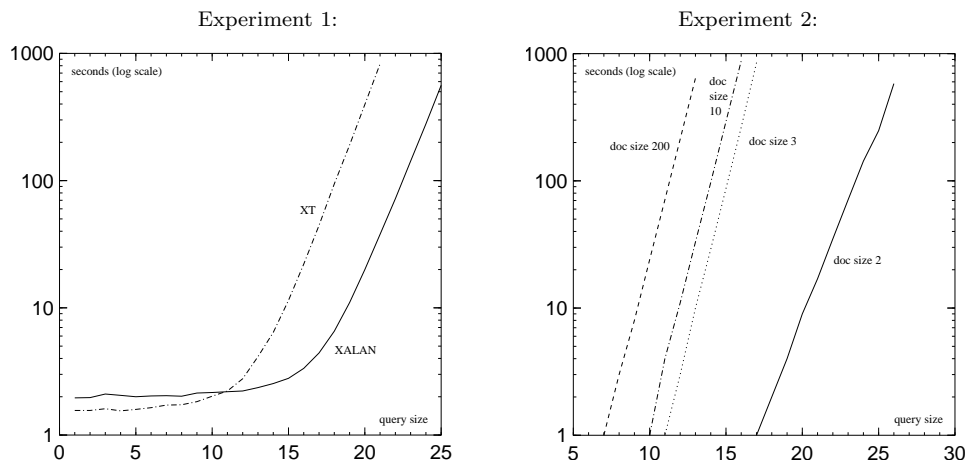 Experiment 1:
1000
100
10
1
seconds (log scale)
XT
XALAN
query size
0 5 10 15 20 25
Experiment 2:
1000
100
10
1
seconds (log scale)
doc
size
10
doc size 200
doc size 3
doc size 2
query size
5 10 15 20 25 30